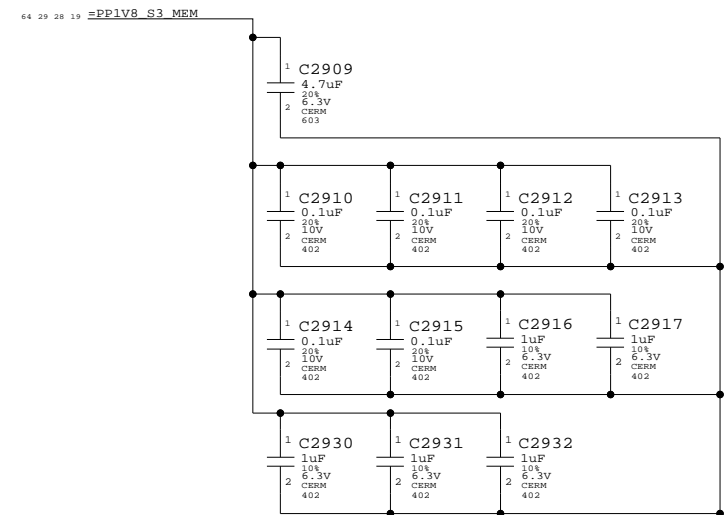 64 29 28 19 =PP1V8_S3_MEM
1 C2909
4.7uF
20%
6.3V
2 CERM
603
1 C2910
0.1uF
20%
10V
2 CERM
402
1 C2911
0.1uF
20%
10V
2 CERM
402
1 C2912
0.1uF
20%
10V
2 CERM
402
1 C2913
0.1uF
20%
10V
2 CERM
402
1 C2914
0.1uF
20%
10V
2 CERM
402
1 C2915
0.1uF
20%
10V
2 CERM
402
1 C2916
1uF
10%
6.3V
2 CERM
402
1 C2917
1uF
10%
6.3V
2 CERM
402
1 C2930
1uF
10%
6.3V
2 CERM
402
1 C2931
1uF
10%
6.3V
2 CERM
402
1 C2932
1uF
10%
6.3V
2 CERM
402